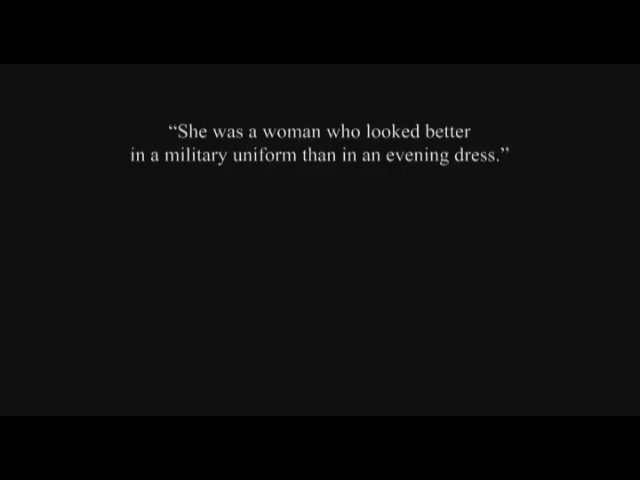 “She was a woman who looked better
in a military uniform than in an evening dress.”